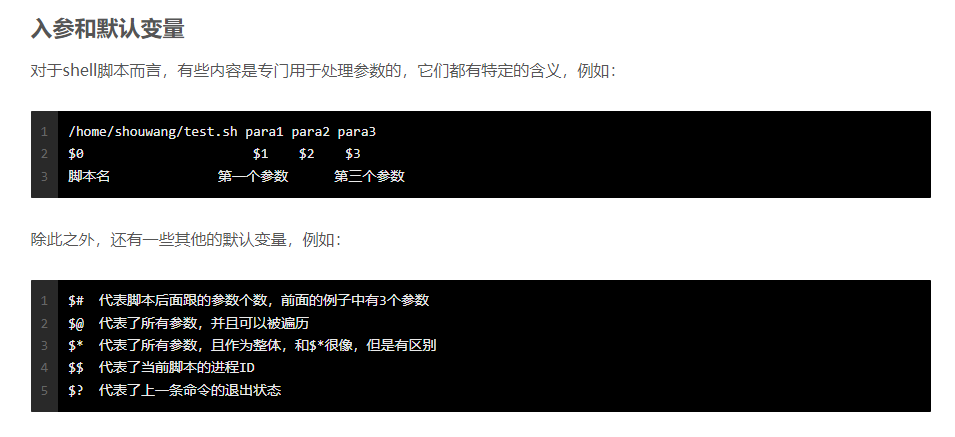 入参和默认变量
对于shell脚本而言，有些内容是专门用于处理参数的，它们都有特定的含义，例如：
1 /home/shouwang/test.sh para1 para2 para3
2 $0 $1 $2 $3
3 脚本名 第一个参数 第三个参数
除此之外，还有一些其他的默认变量，例如：
1 $# 代表脚本后面跟的参数个数，前面的例子中有3个参数
2 $@ 代表了所有参数，并且可以被遍历
3 $* 代表了所有参数，且作为整体，和$*很像，但是有区别
4 $$ 代表了当前脚本的进程ID
5 $? 代表了上一条命令的退出状态